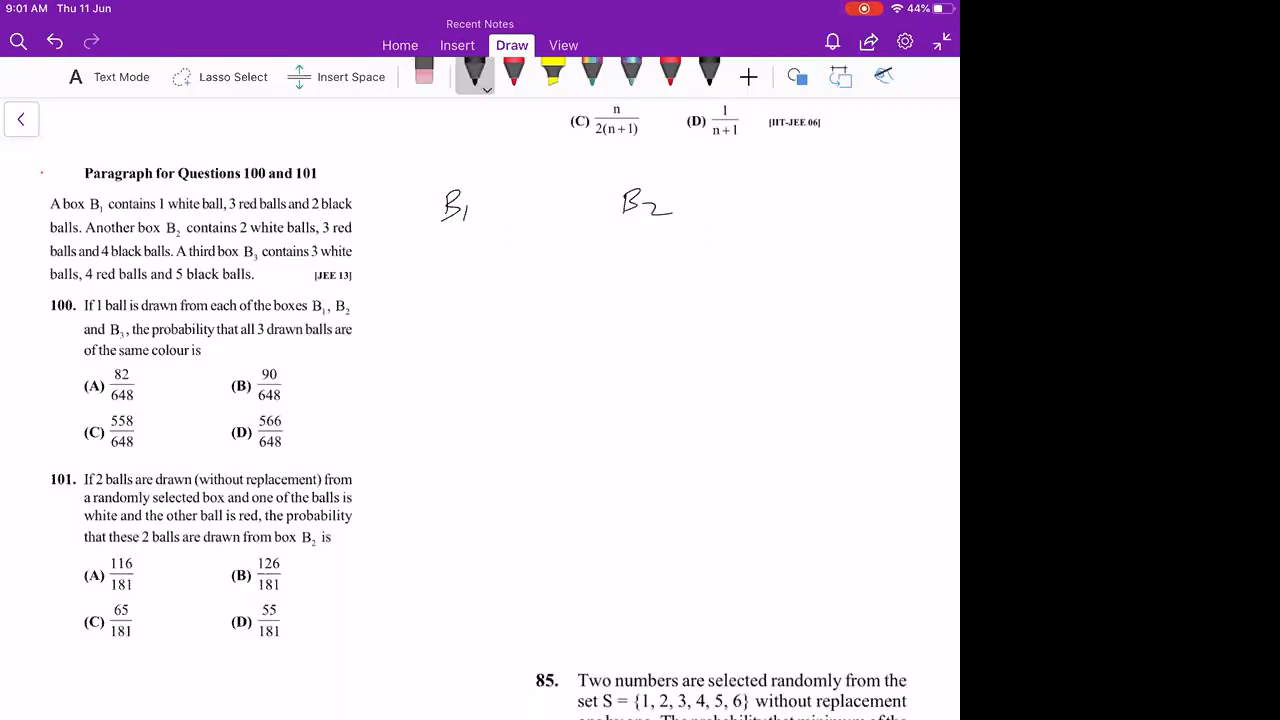 9:01 AM Thu 11 Jun
44%
Recent Notes
Home Insert Draw View
A Text Mode Lasso Select Insert Space
(C) n/2(n+1) (D) 1/n+1 [IIT-JEE 06]
Paragraph for Questions 100 and 101
A box B₁ contains 1 white ball, 3 red balls and 2 black
balls. Another box B₂ contains 2 white balls, 3 red
balls and 4 black balls. A third box B₃ contains 3 white
balls, 4 red balls and 5 black balls. [JEE 13]
100. If 1 ball is drawn from each of the boxes B₁, B₂
and B₃, the probability that all 3 drawn balls are
of the same colour is
(A) 82/648 (B) 90/648
(C) 558/648 (D) 566/648
101. If 2 balls are drawn (without replacement) from
a randomly selected box and one of the balls is
white and the other ball is red, the probability
that these 2 balls are drawn from box B₂ is
(A) 116/181 (B) 126/181
(C) 65/181 (D) 55/181
B₁ B₂
85. Two numbers are selected randomly from the
set S = {1, 2, 3, 4, 5, 6} without replacement
one by one. The probability that minimum of the